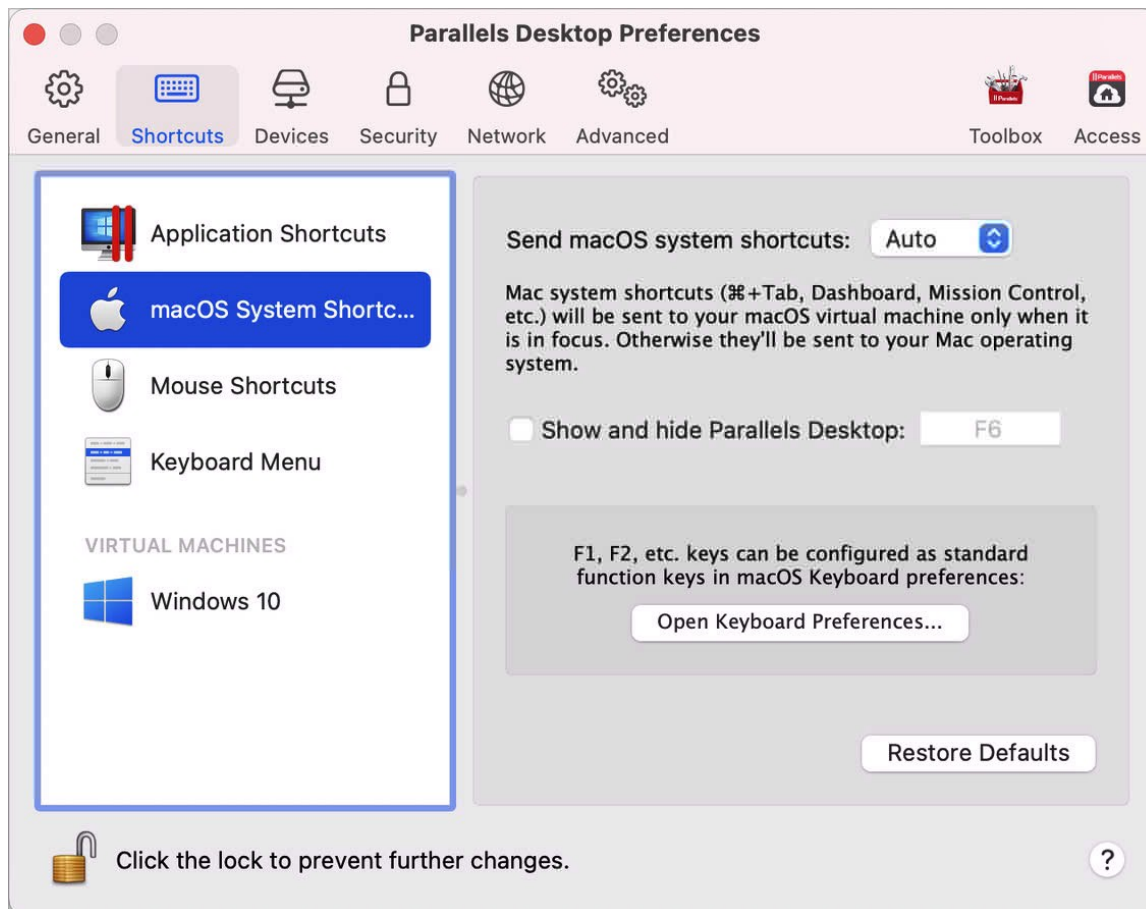 Parallels Desktop Preferences
General Shortcuts Devices Security Network Advanced Toolbox Access
Application Shortcuts
macOS System Shortc...
Mouse Shortcuts
Keyboard Menu
VIRTUAL MACHINES
Windows 10
Send macOS system shortcuts: Auto
Mac system shortcuts (⌘+Tab, Dashboard, Mission Control,
etc.) will be sent to your macOS virtual machine only when it
is in focus. Otherwise they'll be sent to your Mac operating
system.
Show and hide Parallels Desktop: F6
F1, F2, etc. keys can be configured as standard
function keys in macOS Keyboard preferences:
Open Keyboard Preferences...
Restore Defaults
Click the lock to prevent further changes.
?